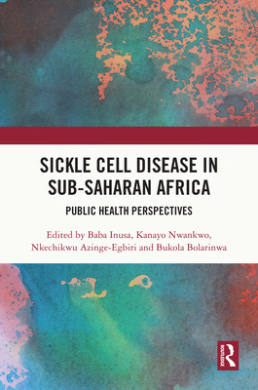 SICKLE CELL DISEASE IN
SUB-SAHARAN AFRICA
PUBLIC HEALTH PERSPECTIVES
Edited by Baba Inusa, Kanayo Nwankwo,
Nkechikwu Azinge-Egbiri and Bukola Bolarinwa
R
ROUTLEDGE